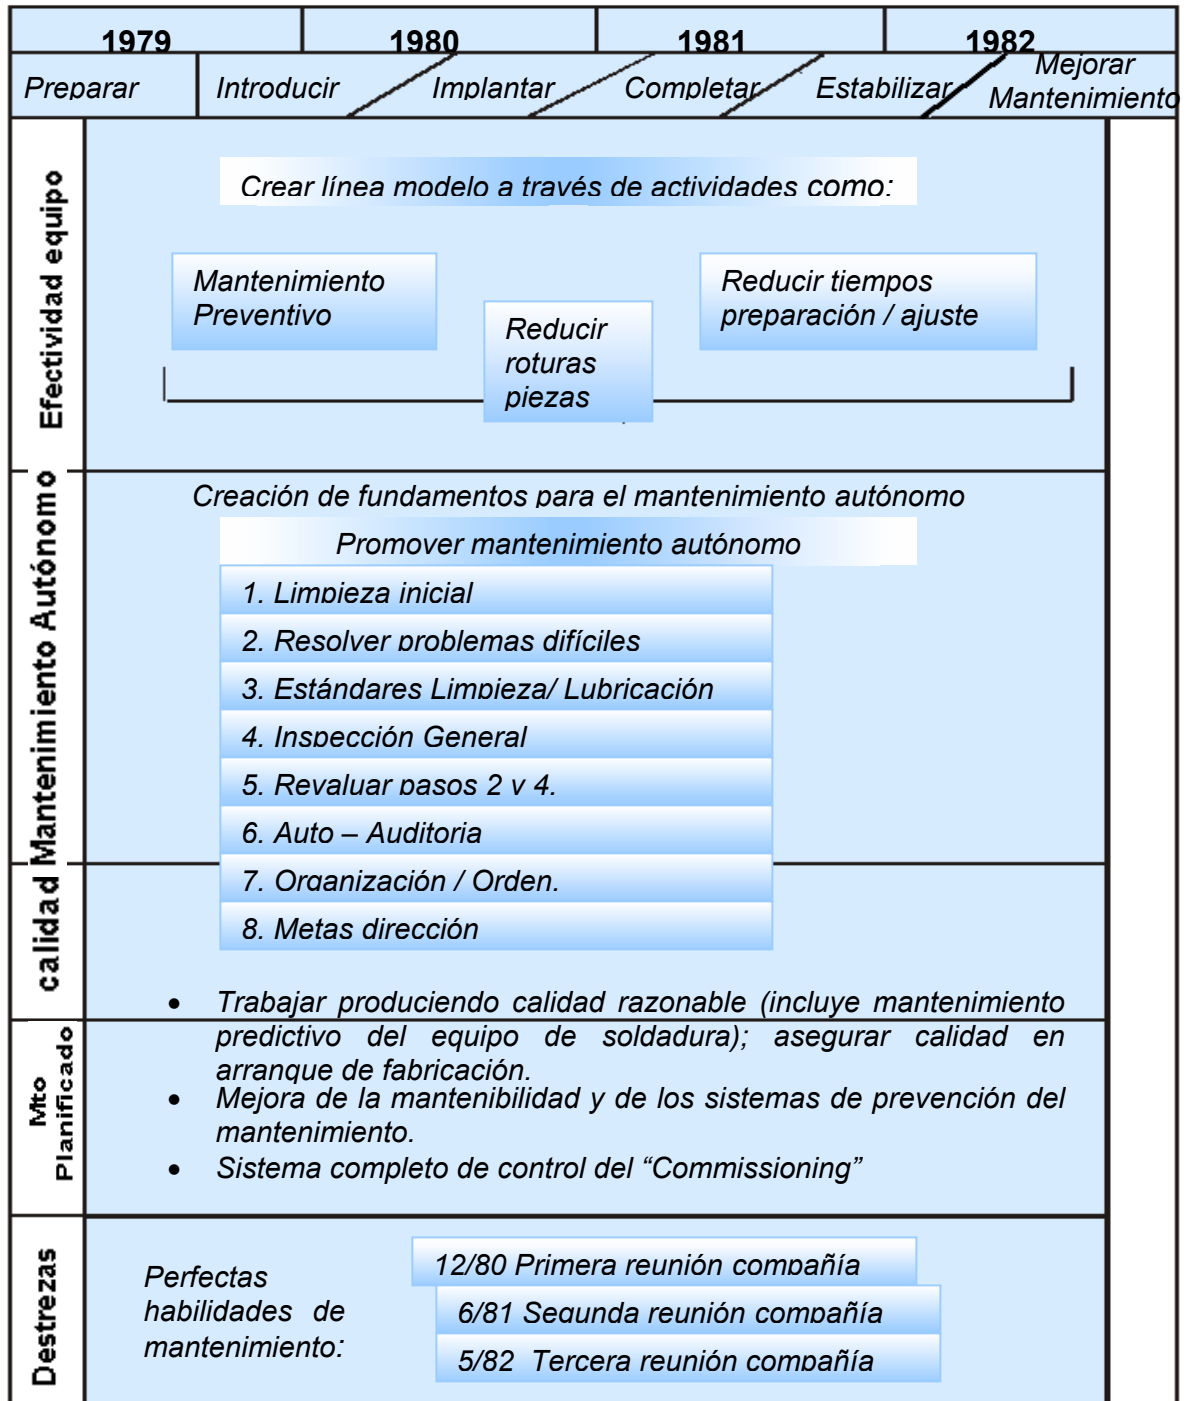 1979 1980 1981 1982
Preparar Introducir Implantar Completar Estabilizar Mejorar
Mantenimiento
Efectividad equipo
Crear línea modelo a través de actividades como:
Mantenimiento
Preventivo
Reducir
roturas
piezas
Reducir tiempos
preparación / ajuste
Mantenimiento Autónomo
Creación de fundamentos para el mantenimiento autónomo
Promover mantenimiento autónomo
1. Limpieza inicial
2. Resolver problemas difíciles
3. Estándares Limpieza/ Lubricación
4. Inspección General
5. Revaluar pasos 2 y 4.
6. Auto – Auditoria
7. Organización / Orden.
8. Metas dirección
calidad
• Trabajar produciendo calidad razonable (incluye mantenimiento
predictivo del equipo de soldadura); asegurar calidad en
arranque de fabricación.
Mto
Planificado
• Mejora de la mantenibilidad y de los sistemas de prevención del
mantenimiento.
• Sistema completo de control del “Commissioning”
Destrezas
Perfectas
habilidades de
mantenimiento:
12/80 Primera reunión compañía
6/81 Segunda reunión compañía
5/82 Tercera reunión compañía